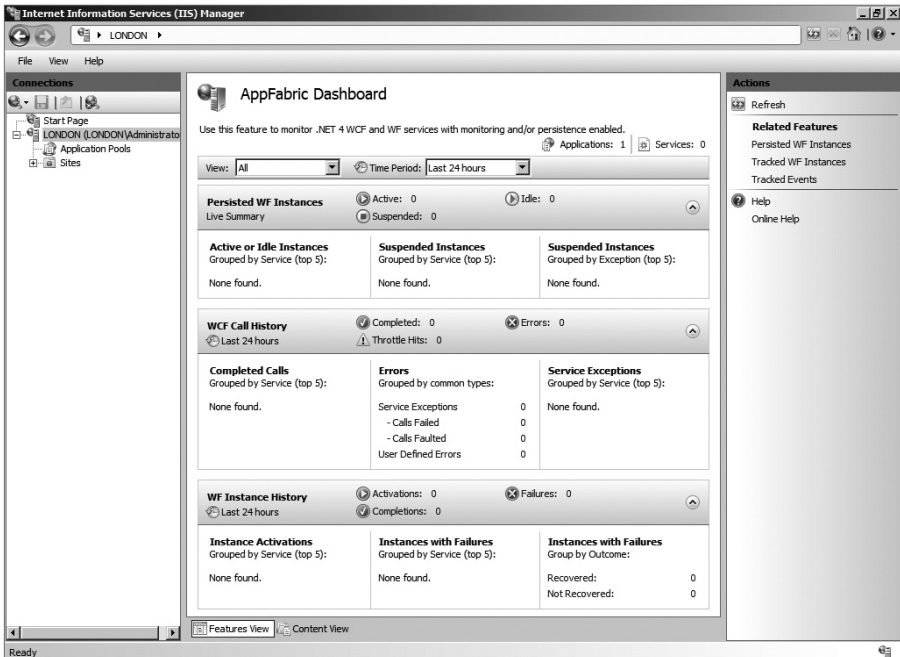 Internet Information Services (IIS) Manager
LONDON
File View Help
Connections
Start Page
LONDON (LONDON\Administrato
Application Pools
Sites
AppFabric Dashboard
Use this feature to monitor .NET 4 WCF and WF services with monitoring and/or persistence enabled.
Applications: 1 Services: 0
View: All Time Period: Last 24 hours
Persisted WF Instances
Live Summary
Active: 0 Idle: 0
Suspended: 0
Active or Idle Instances
Grouped by Service (top 5):
None found.
Suspended Instances
Grouped by Service (top 5):
None found.
Suspended Instances
Grouped by Exception (top 5):
None found.
WCF Call History
Last 24 hours
Completed: 0 Errors: 0
Throttle Hits: 0
Completed Calls
Grouped by Service (top 5):
None found.
Errors
Grouped by common types:
Service Exceptions 0
- Calls Failed 0
- Calls Faulted 0
User Defined Errors 0
Service Exceptions
Grouped by Service (top 5):
None found.
WF Instance History
Last 24 hours
Activations: 0 Failures: 0
Completions: 0
Instance Activations
Grouped by Service (top 5):
None found.
Instances with Failures
Grouped by Service (top 5):
None found.
Instances with Failures
Group by Outcome:
Recovered: 0
Not Recovered: 0
Features View Content View
Actions
Refresh
Related Features
Persisted WF Instances
Tracked WF Instances
Tracked Events
Help
Online Help
Ready